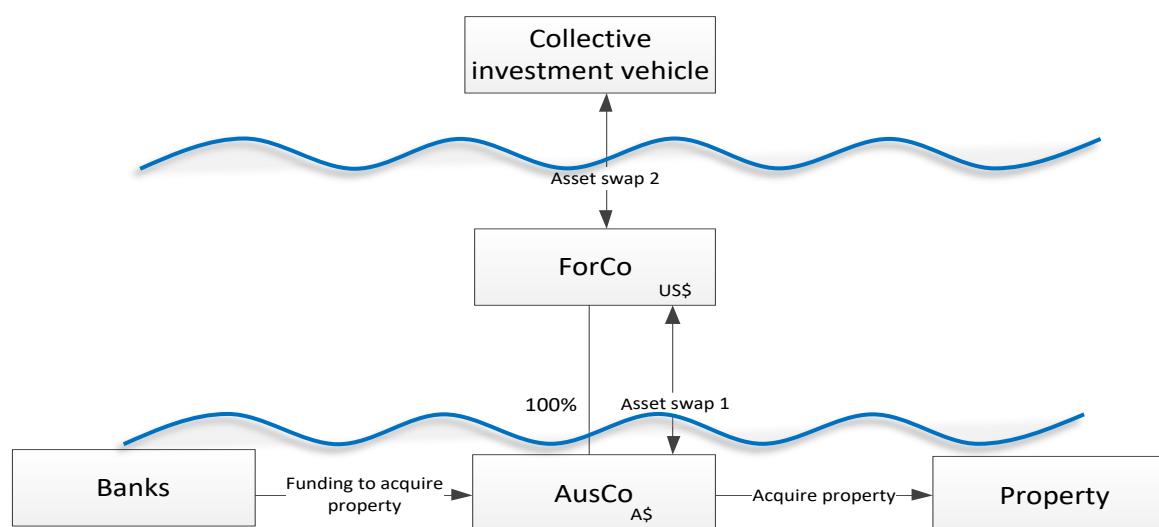 Collective
investment vehicle
Asset swap 2
ForCo
US$
100%
Asset swap 1
Banks
Funding to acquire
property
AusCo
A$
Acquire property
Property